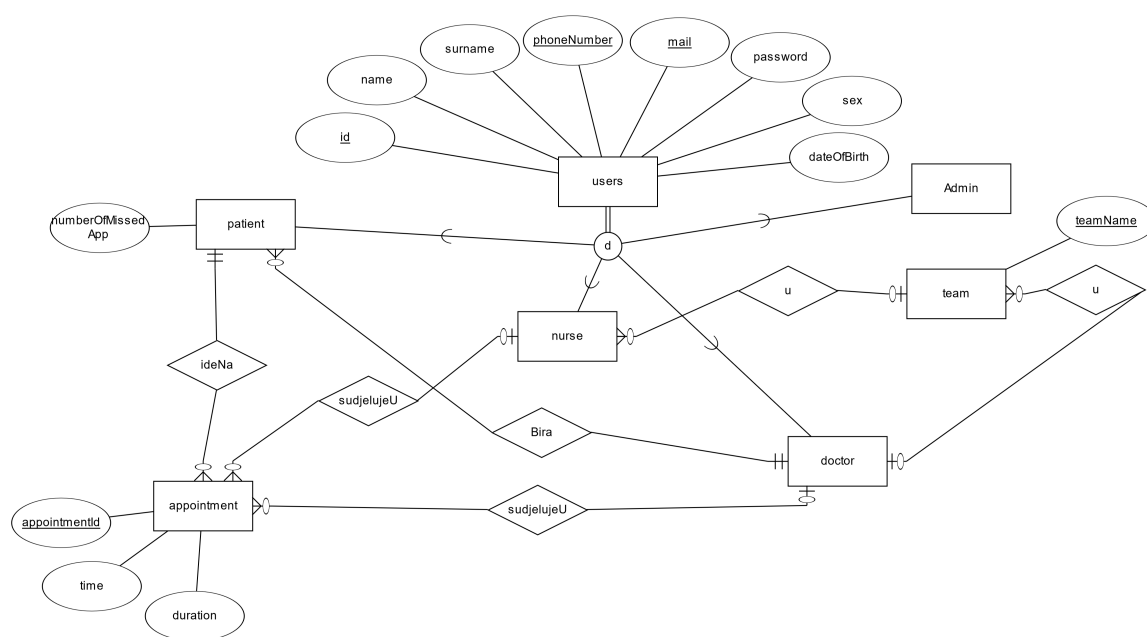 phoneNumber
mail
surname
password
name
sex
id
dateOfBirth
users
Admin
numberOfMissed
App
patient
teamName
d
u
team
u
nurse
ideNa
sudjelujeU
Bira
doctor
appointment
sudjelujeU
appointmentId
time
duration